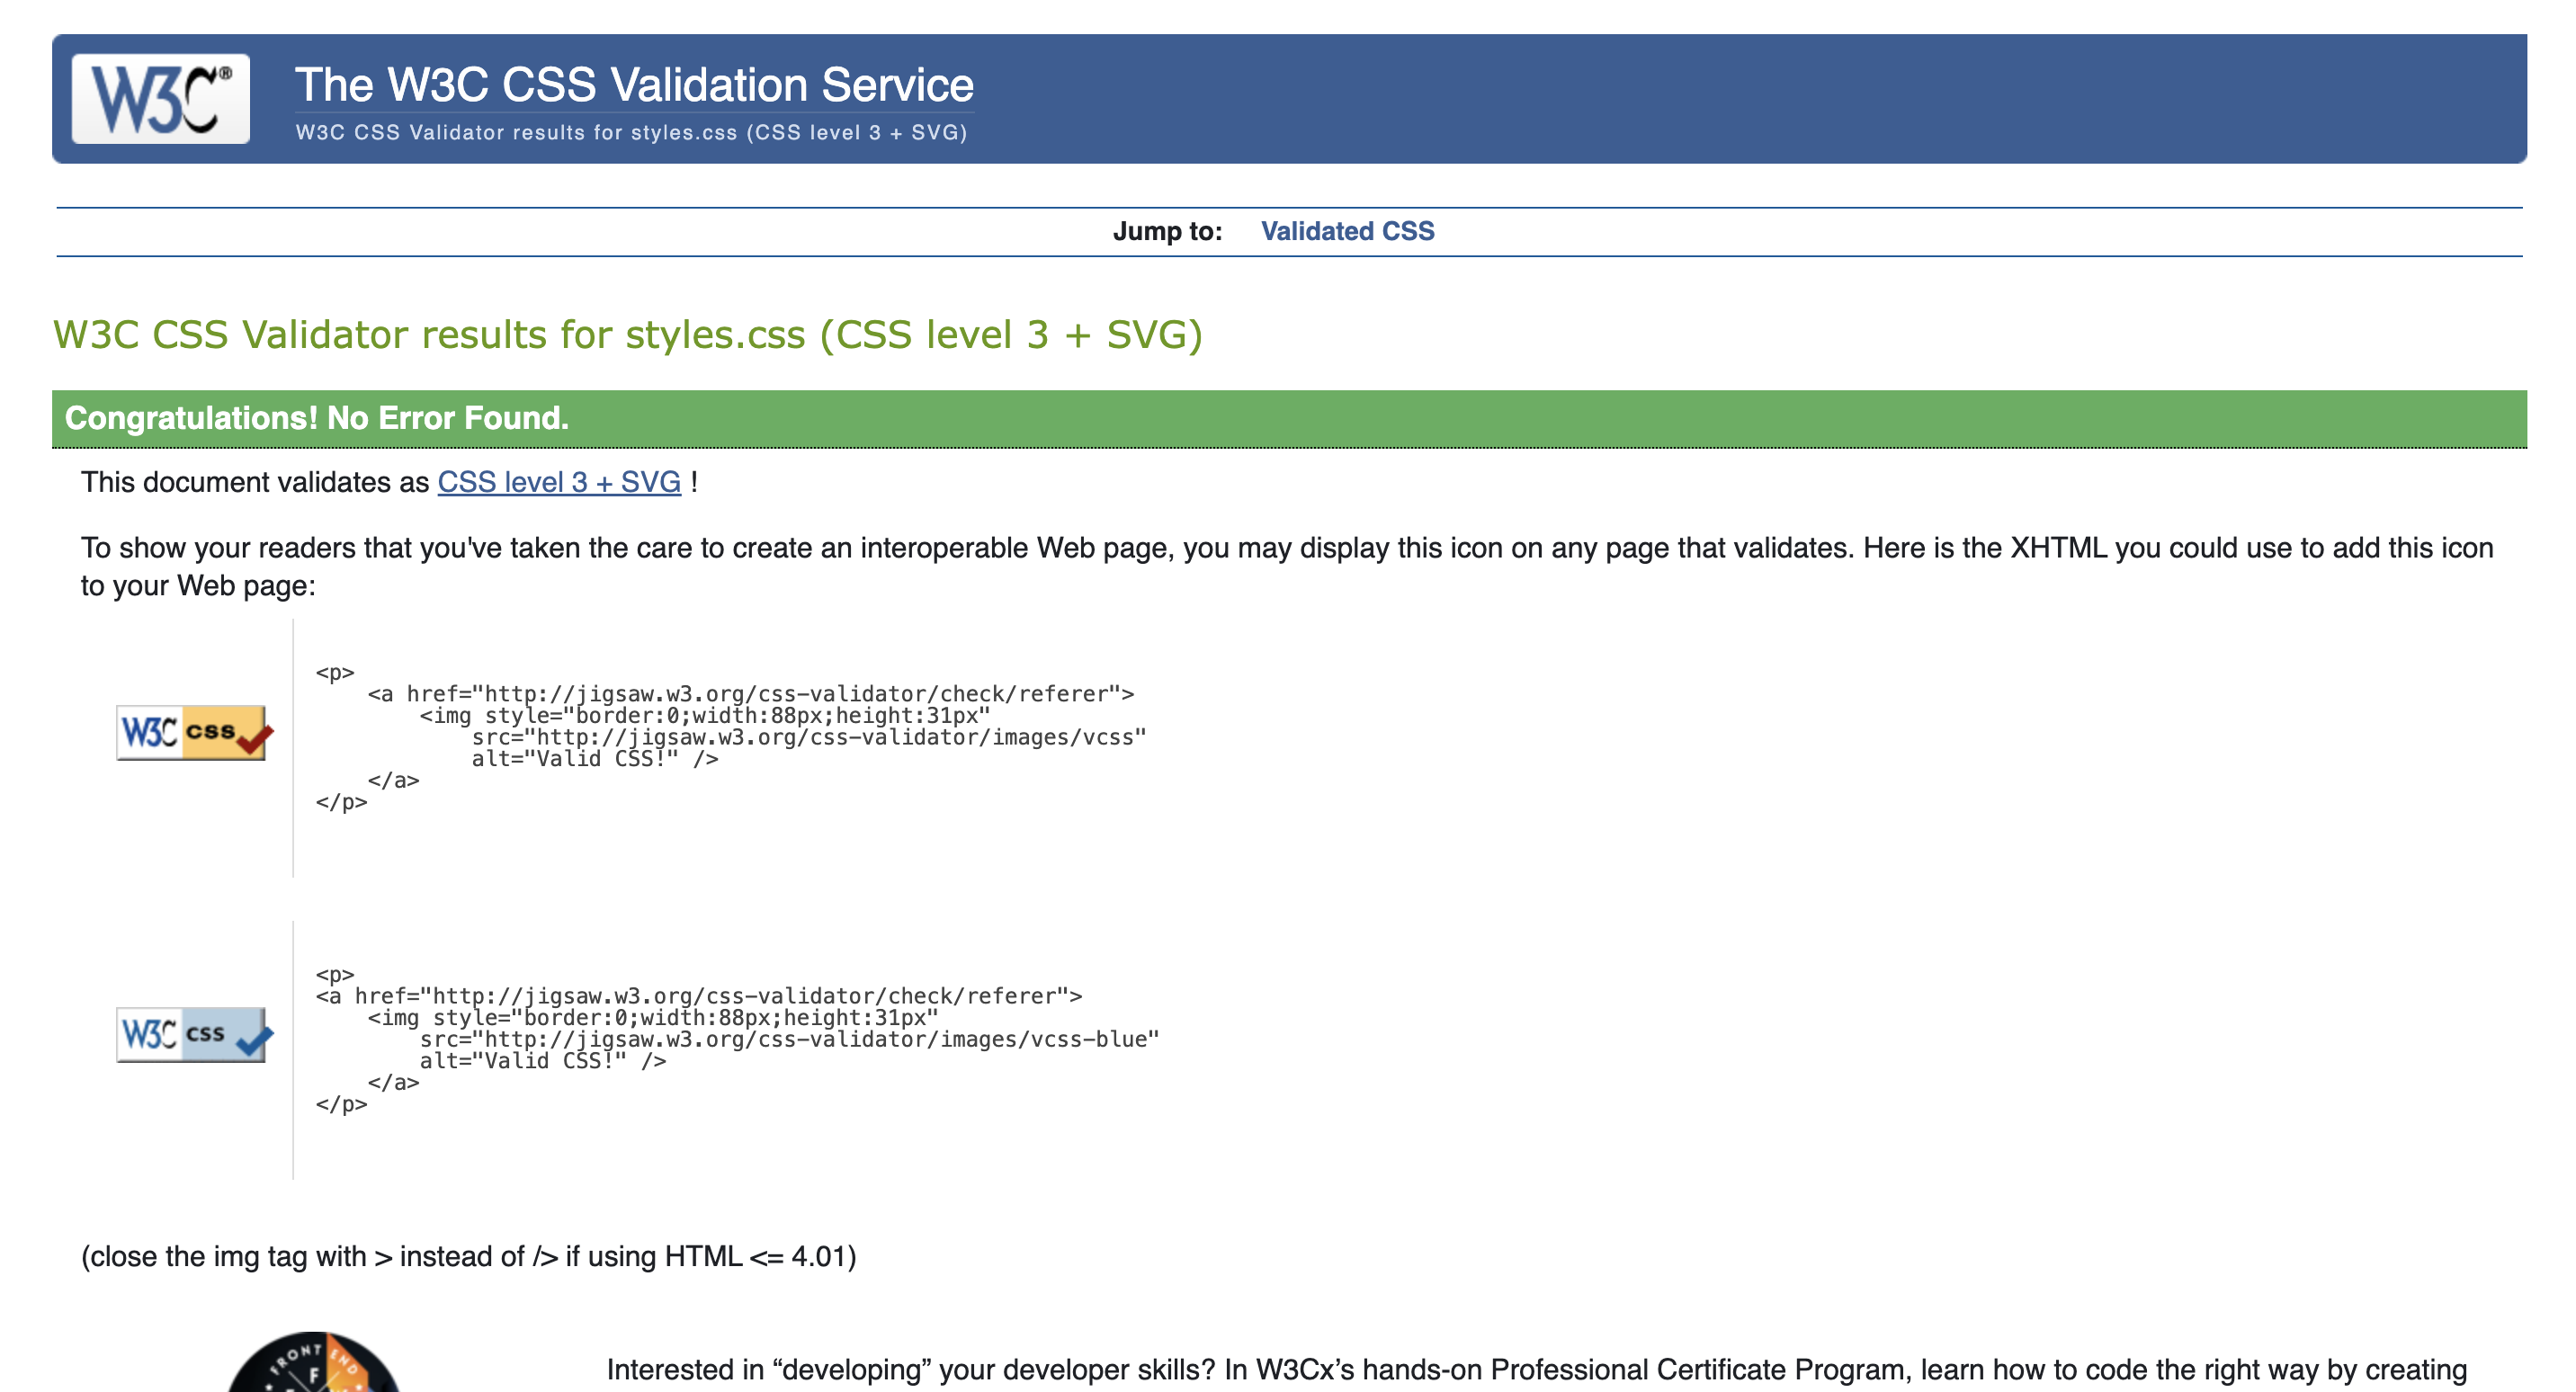 W3C®
The W3C CSS Validation Service
W3C CSS Validator results for styles.css (CSS level 3 + SVG)
Jump to: Validated CSS
W3C CSS Validator results for styles.css (CSS level 3 + SVG)
Congratulations! No Error Found.
This document validates as CSS level 3 + SVG !
To show your readers that you've taken the care to create an interoperable Web page, you may display this icon on any page that validates. Here is the XHTML you could use to add this icon
to your Web page:
W3C css
<p>
    <a href="http://jigsaw.w3.org/css-validator/check/referer">
        <img style="border:0;width:88px;height:31px"
            src="http://jigsaw.w3.org/css-validator/images/vcss"
            alt="Valid CSS!" />
    </a>
</p>
W3C css
<p>
<a href="http://jigsaw.w3.org/css-validator/check/referer">
    <img style="border:0;width:88px;height:31px"
        src="http://jigsaw.w3.org/css-validator/images/vcss-blue"
        alt="Valid CSS!" />
    </a>
</p>
(close the img tag with > instead of /> if using HTML <= 4.01)
FRONT END
F
Interested in “developing” your developer skills? In W3Cx’s hands-on Professional Certificate Program, learn how to code the right way by creating